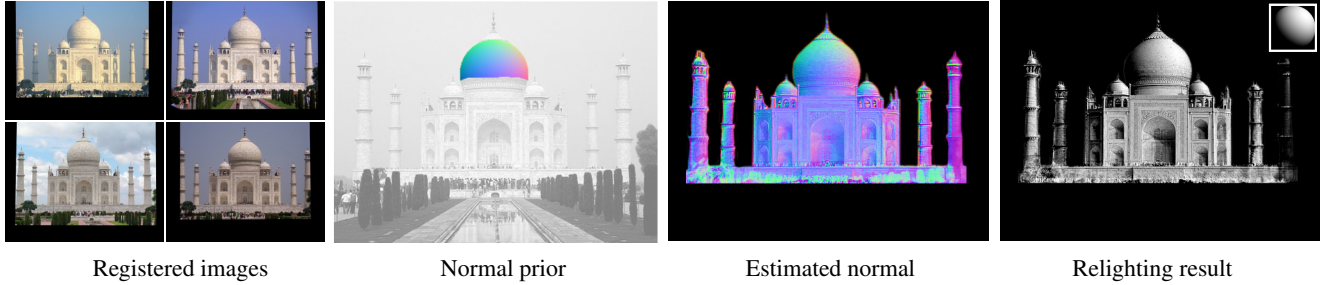 Registered images
Normal prior
Estimated normal
Relighting result